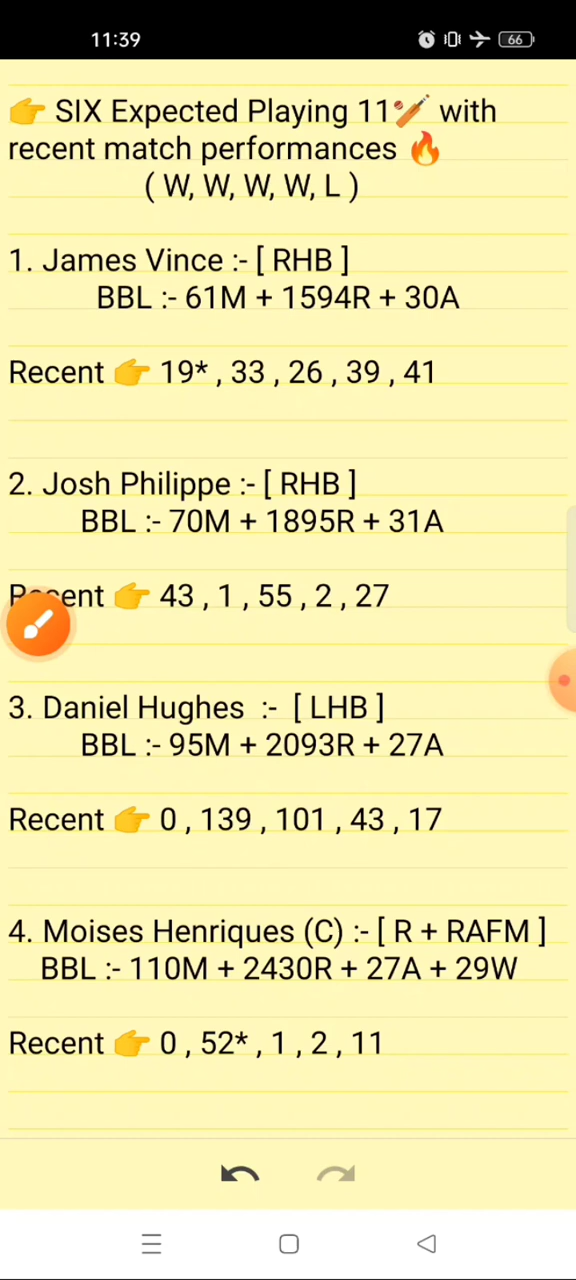 11:39
66
👉 SIX Expected Playing 11🏏 with
recent match performances 🔥
( W, W, W, W, L )
1. James Vince :- [ RHB ]
BBL :- 61M + 1594R + 30A
Recent 👉 19* , 33 , 26 , 39 , 41
2. Josh Philippe :- [ RHB ]
BBL :- 70M + 1895R + 31A
Recent 👉 43 , 1 , 55 , 2 , 27
3. Daniel Hughes :- [ LHB ]
BBL :- 95M + 2093R + 27A
Recent 👉 0 , 139 , 101 , 43 , 17
4. Moises Henriques (C) :- [ R + RAFM ]
BBL :- 110M + 2430R + 27A + 29W
Recent 👉 0 , 52* , 1 , 2 , 11